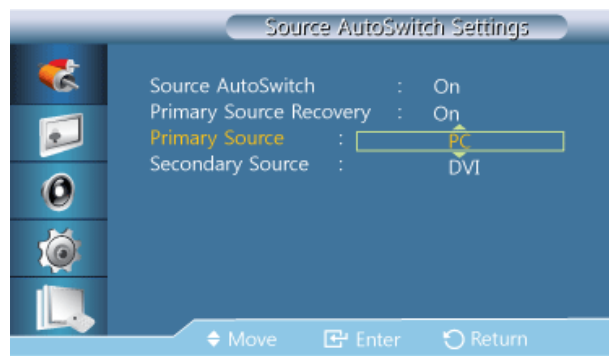 Source AutoSwitch Settings
Source AutoSwitch : On
Primary Source Recovery : On
Primary Source : PC
Secondary Source : DVI
Move Enter Return